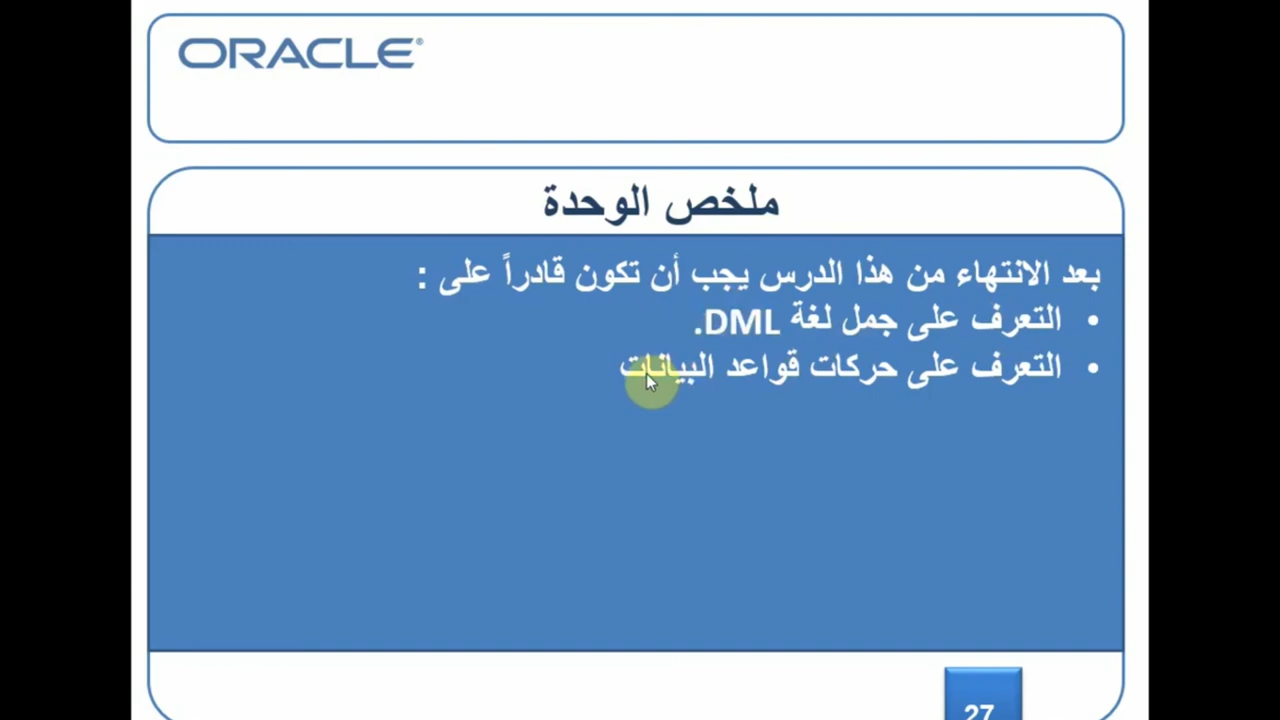 ORACLE®
ملخص الوحدة
بعد الانتهاء من هذا الدرس يجب أن تكون قادراً على :
• التعرف على جمل لغة DML.
• التعرف على حركات قواعد البيانات
27